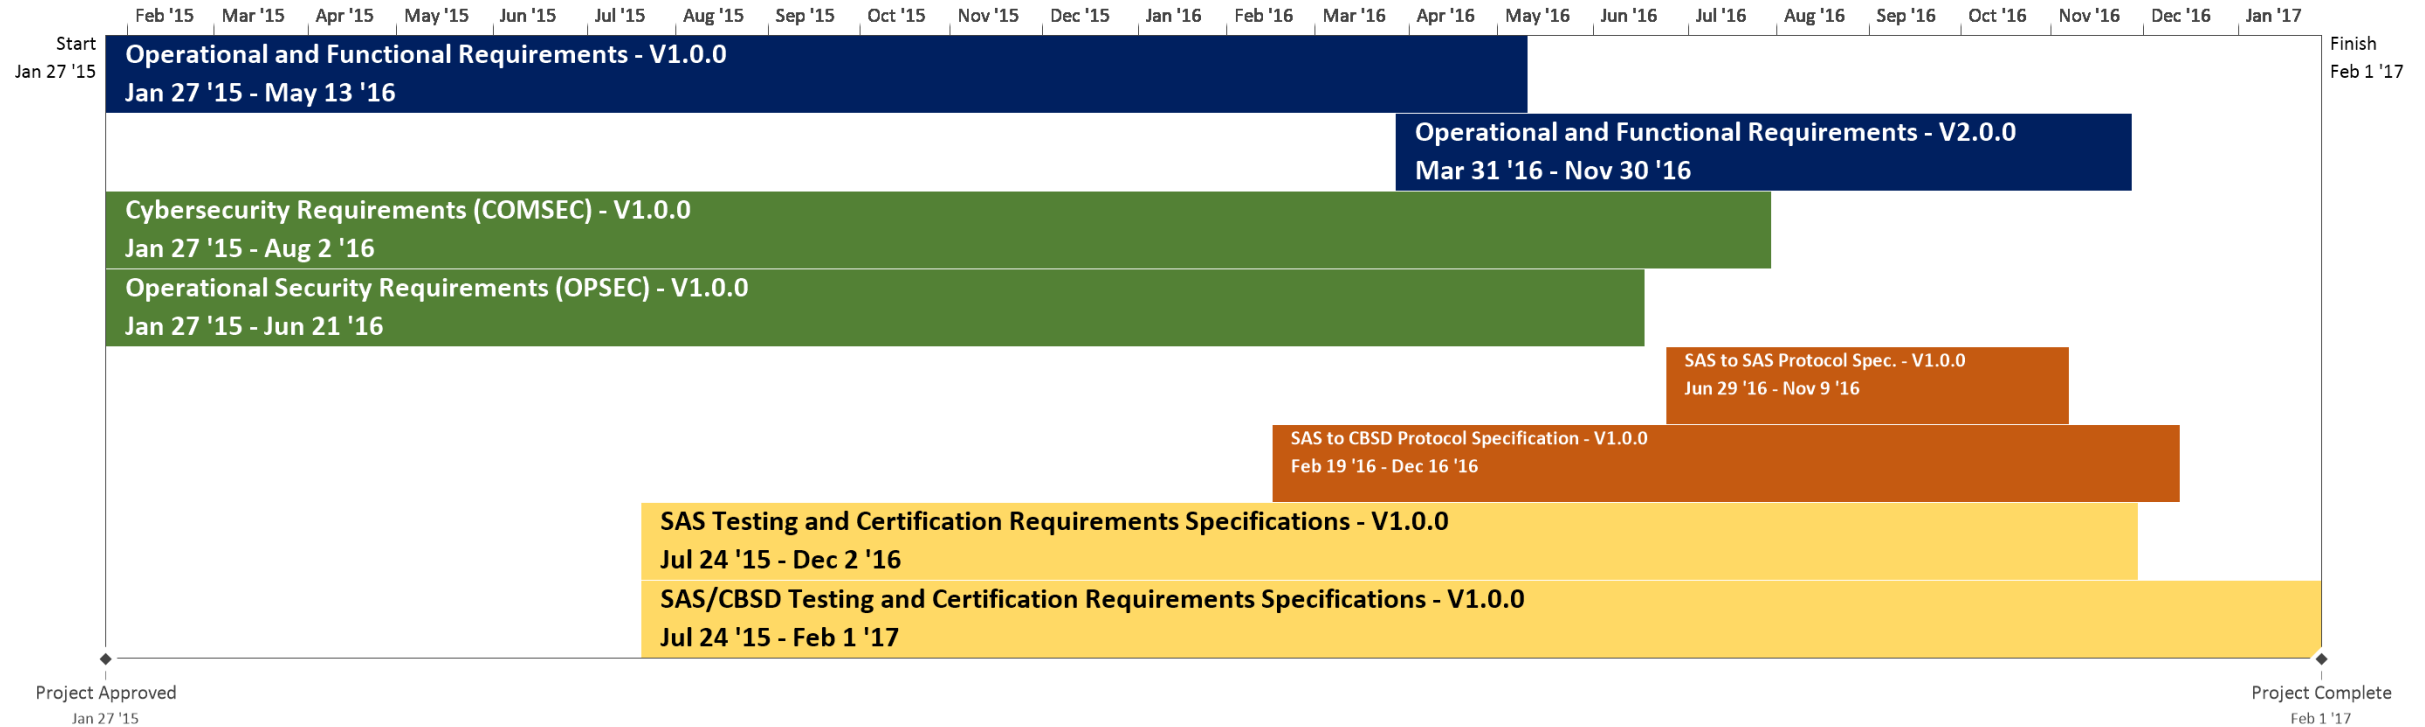 Feb '15 Mar '15 Apr '15 May '15 Jun '15 Jul '15 Aug '15 Sep '15 Oct '15 Nov '15 Dec '15 Jan '16 Feb '16 Mar '16 Apr '16 May '16 Jun '16 Jul '16 Aug '16 Sep '16 Oct '16 Nov '16 Dec '16 Jan '17
Start
Jan 27 '15
Finish
Feb 1 '17
Operational and Functional Requirements - V1.0.0
Jan 27 '15 - May 13 '16
Operational and Functional Requirements - V2.0.0
Mar 31 '16 - Nov 30 '16
Cybersecurity Requirements (COMSEC) - V1.0.0
Jan 27 '15 - Aug 2 '16
Operational Security Requirements (OPSEC) - V1.0.0
Jan 27 '15 - Jun 21 '16
SAS to SAS Protocol Spec. - V1.0.0
Jun 29 '16 - Nov 9 '16
SAS to CBSD Protocol Specification - V1.0.0
Feb 19 '16 - Dec 16 '16
SAS Testing and Certification Requirements Specifications - V1.0.0
Jul 24 '15 - Dec 2 '16
SAS/CBSD Testing and Certification Requirements Specifications - V1.0.0
Jul 24 '15 - Feb 1 '17
Project Approved
Jan 27 '15
Project Complete
Feb 1 '17